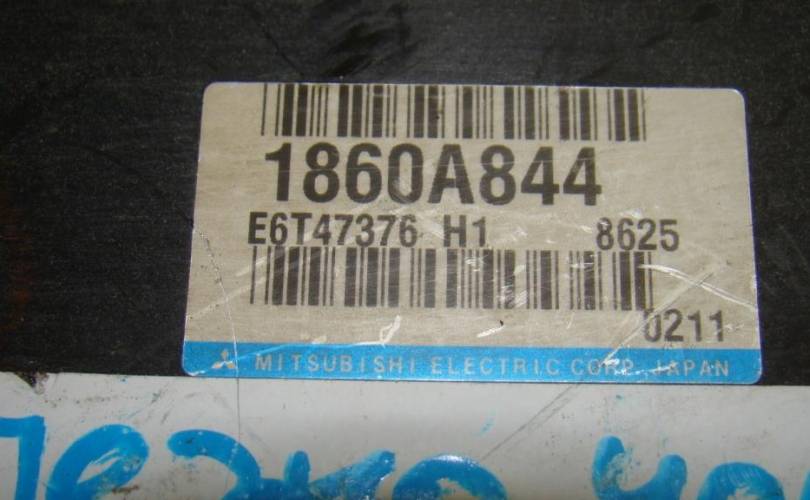 1860A844
E6T47376 H1 8625
0211
MITSUBISHI ELECTRIC CORP. JAPAN